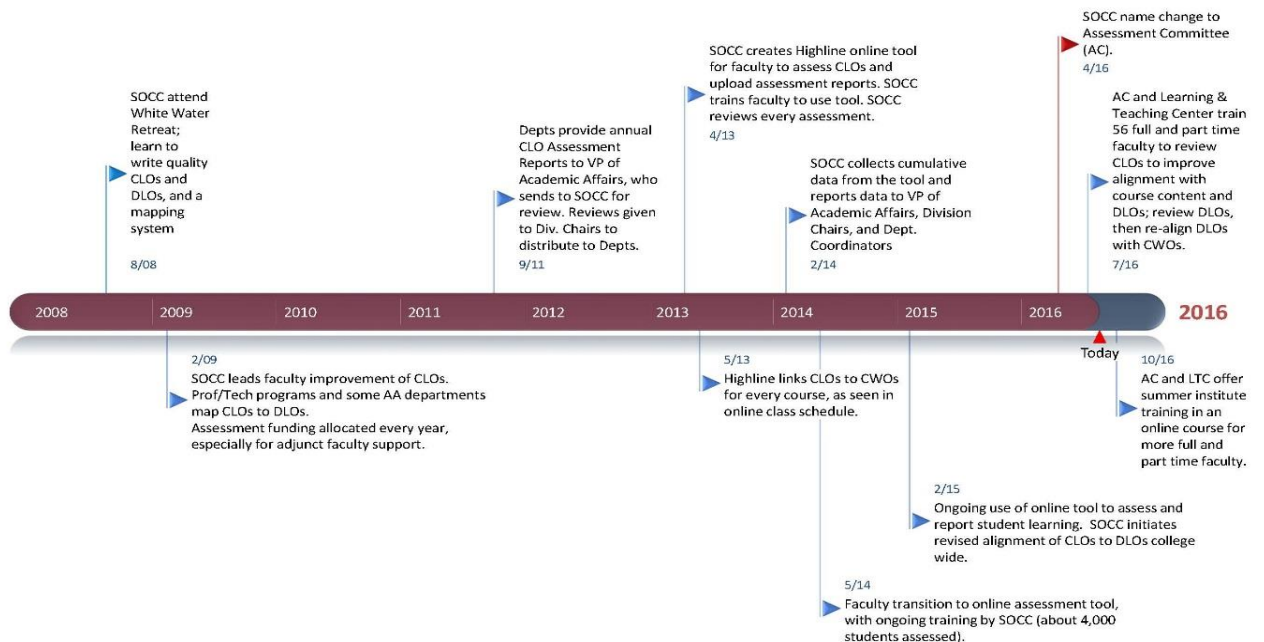 SOCC attend
White Water
Retreat;
learn to
write quality
CLOs and
DLOs, and a
mapping
system
8/08
Depts provide annual
CLO Assessment
Reports to VP of
Academic Affairs, who
sends to SOCC for
review. Reviews given
to Div. Chairs to
distribute to Depts.
9/11
SOCC creates Highline online tool
for faculty to assess CLOs and
upload assessment reports. SOCC
trains faculty to use tool. SOCC
reviews every assessment.
4/13
SOCC collects cumulative
data from the tool and
reports data to VP of
Academic Affairs, Division
Chairs, and Dept.
Coordinators
2/14
SOCC name change to
Assessment Committee
(AC).
4/16
AC and Learning &
Teaching Center train
56 full and part time
faculty to review
CLOs to improve
alignment with
course content and
DLOs; review DLOs,
then re-align DLOs
with CWOs.
7/16
2008 2009 2010 2011 2012 2013 2014 2015 2016 2016
Today
2/09
SOCC leads faculty improvement of CLOs.
Prof/Tech programs and some AA departments
map CLOs to DLOs.
Assessment funding allocated every year,
especially for adjunct faculty support.
5/13
Highline links CLOs to CWOs
for every course, as seen in
online class schedule.
10/16
AC and LTC offer
summer institute
training in an
online course for
more full and
part time faculty.
2/15
Ongoing use of online tool to assess and
report student learning. SOCC initiates
revised alignment of CLOs to DLOs college
wide.
5/14
Faculty transition to online assessment tool,
with ongoing training by SOCC (about 4,000
students assessed).